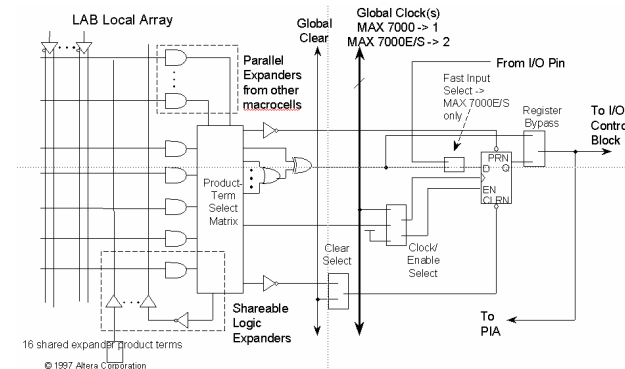 LAB Local Array
Global
Clear
Global Clock(s)
MAX 7000 -> 1
MAX 7000E/S -> 2
Parallel
Expanders
from other
macrocells
From I/O Pin
Fast Input
Select ->
MAX 7000E/S
only
Register
Bypass
To I/O
Contro
Block
PRN
D Q
EN
CLRN
Product-
Term
Select
Matrix
Clear
Select
Clock/
Enable
Select
Shareable
Logic
Expanders
To
PIA
16 shared expander product terms
© 1997 Altera Corporation